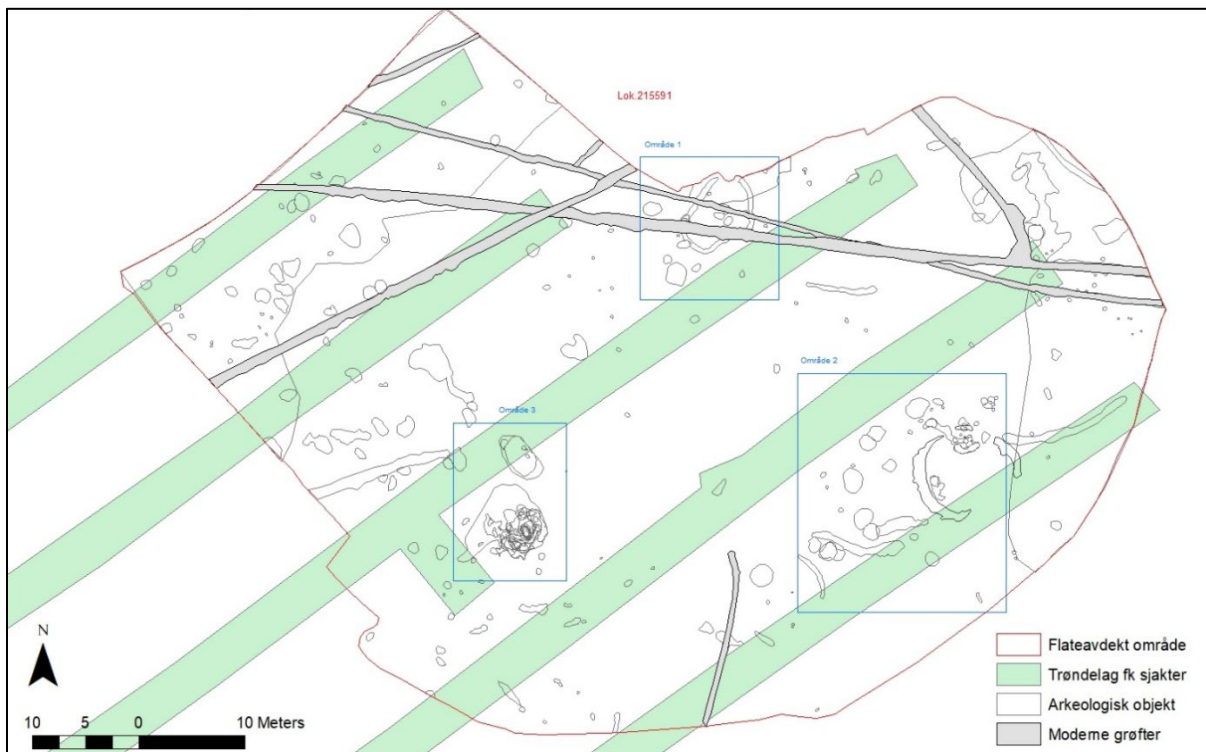 Lok.215591
Område 1
Område 2
Område 3
N
10 5 0 10 Meters
Flateavdekt område
Trøndelag fk sjakter
Arkeologisk objekt
Moderne grøfter